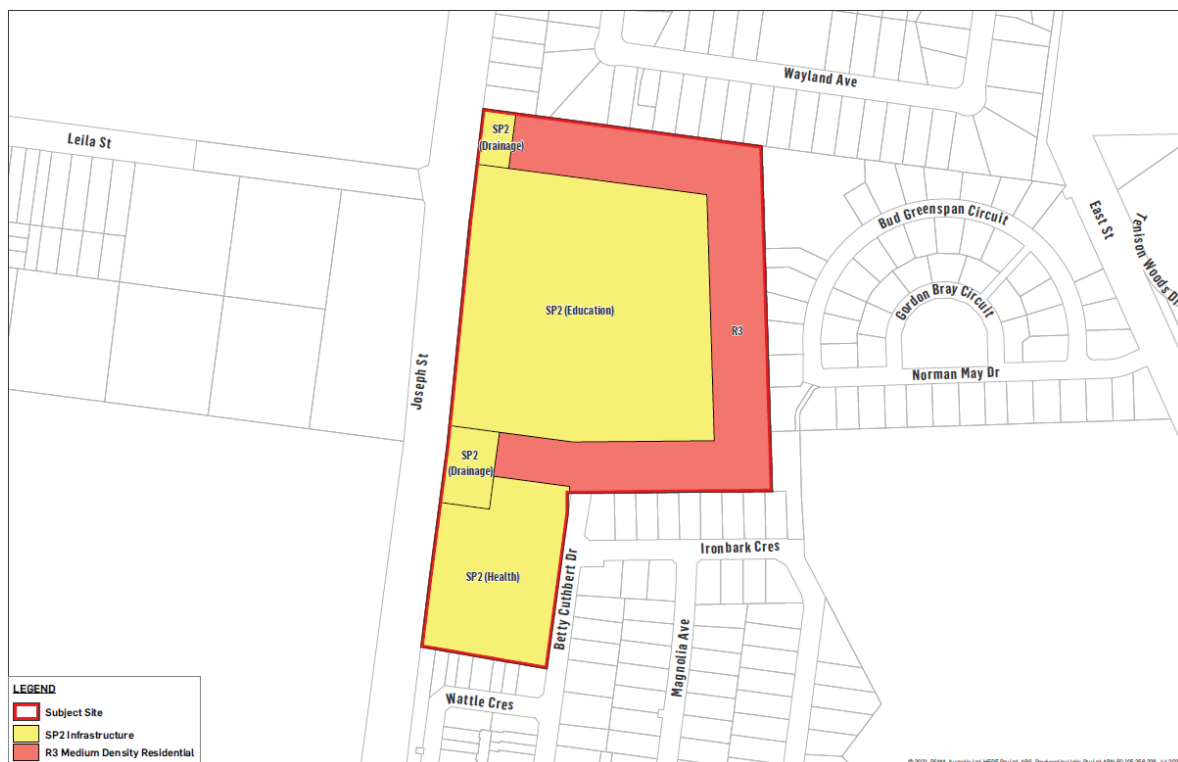 Wayland Ave
Leila St
SP2
(Drainage)
Bud Greenspan Circuit
East St
Tenison Woods Dr
Gordon Bray Circuit
SP2 (Education)
R3
Joseph St
Norman May Dr
SP2
(Drainage)
Ironbark Cres
SP2 (Health)
Betty Cuthbert Dr
Magnolia Ave
Wattle Cres
LEGEND
Subject Site
SP2 Infrastructure
R3 Medium Density Residential